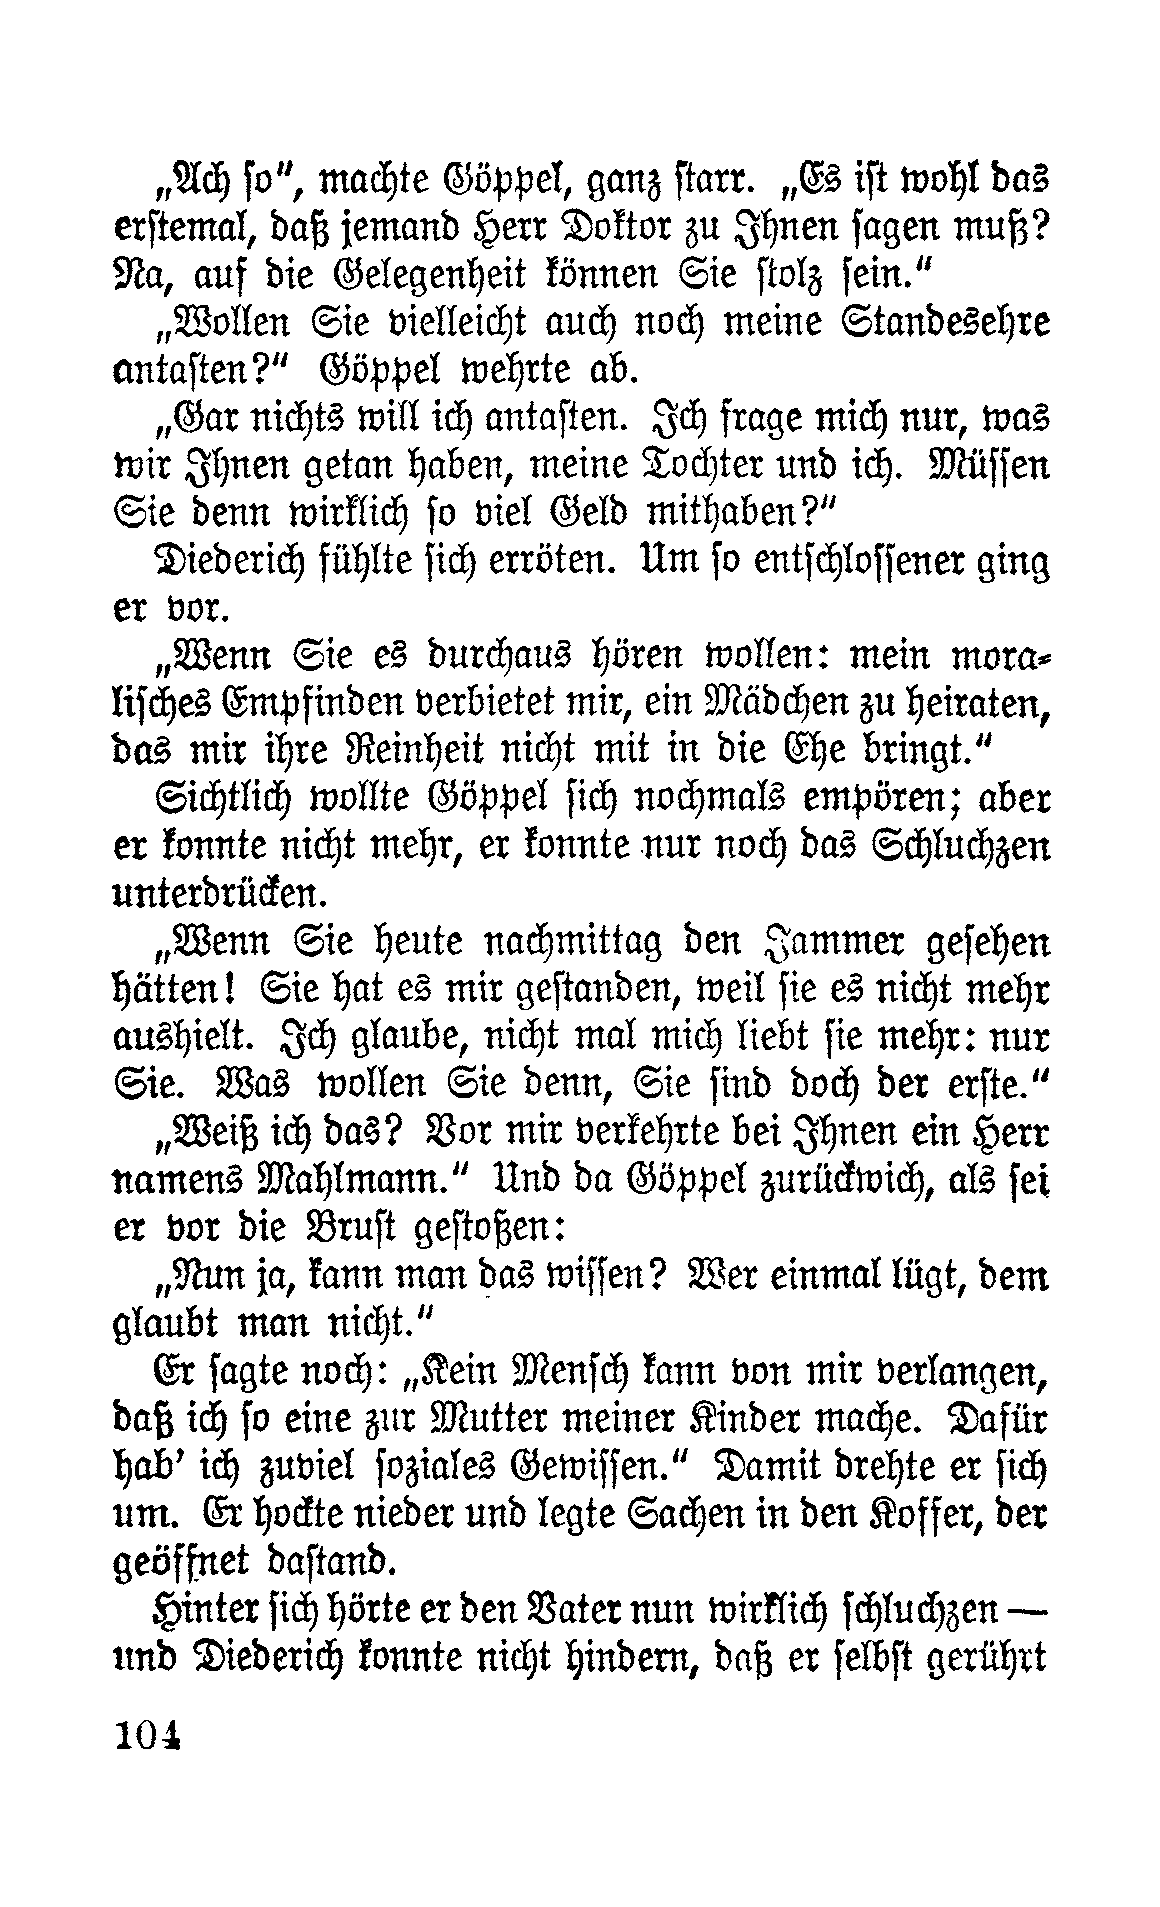 „Ach so", machte Göppel, ganz starr. „Es ist wohl das
erstemal, daß jemand Herr Doktor zu Ihnen sagen muß?
Na, auf die Gelegenheit können Sie stolz sein."
„Wollen Sie vielleicht auch noch meine Standesehre
antasten?" Göppel wehrte ab.
„Gar nichts will ich antasten. Ich frage mich nur, was
wir Ihnen getan haben, meine Tochter und ich. Müssen
Sie denn wirklich so viel Geld mithaben?"
Diederich fühlte sich erröten. Um so entschlossener ging
er vor.
„Wenn Sie es durchaus hören wollen: mein mora-
lisches Empfinden verbietet mir, ein Mädchen zu heiraten,
das mir ihre Reinheit nicht mit in die Ehe bringt."
Sichtlich wollte Göppel sich nochmals empören; aber
er konnte nicht mehr, er konnte nur noch das Schluchzen
unterdrücken.
„Wenn Sie heute nachmittag den Jammer gesehen
hätten! Sie hat es mir gestanden, weil sie es nicht mehr
aushielt. Ich glaube, nicht mal mich liebt sie mehr: nur
Sie. Was wollen Sie denn, Sie sind doch der erste."
„Weiß ich das? Vor mir verkehrte bei Ihnen ein Herr
namens Mahlmann." Und da Göppel zurückwich, als sei
er vor die Brust gestoßen:
„Nun ja, kann man das wissen? Wer einmal lügt, dem
glaubt man nicht."
Er sagte noch: „Kein Mensch kann von mir verlangen,
daß ich so eine zur Mutter meiner Kinder mache. Dafür
hab' ich zuviel soziales Gewissen." Damit drehte er sich
um. Er hockte nieder und legte Sachen in den Koffer, der
geöffnet dastand.
Hinter sich hörte er den Vater nun wirklich schluchzen —
und Diederich konnte nicht hindern, daß er selbst gerührt
104